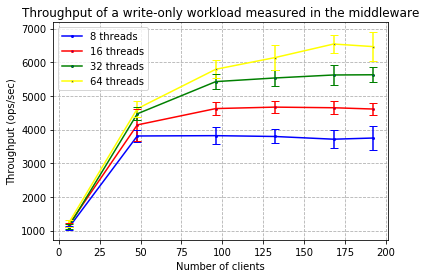 Throughput of a write-only workload measured in the middleware
7000
6000
5000
4000
3000
2000
1000
Throughput (ops/sec)
8 threads
16 threads
32 threads
64 threads
0 25 50 75 100 125 150 175 200
Number of clients